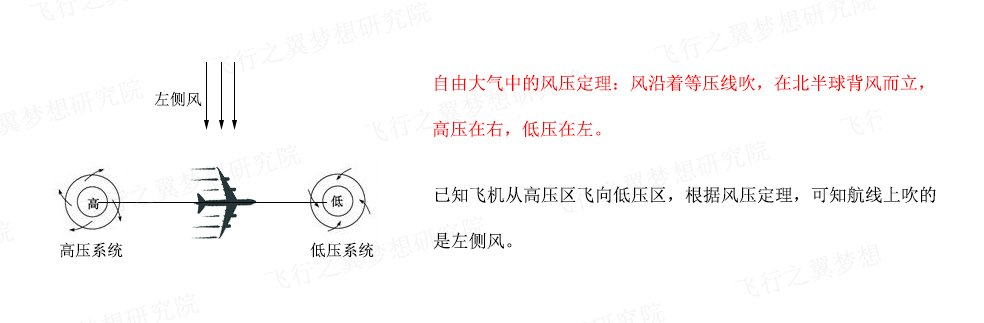 飞行之翼梦想研究院
左侧风
高
低
高压系统
低压系统
自由大气中的风压定理：风沿着等压线吹，在北半球背风而立，
高压在右，低压在左。
已知飞机从高压区飞向低压区，根据风压定理，可知航线上吹的
是左侧风。